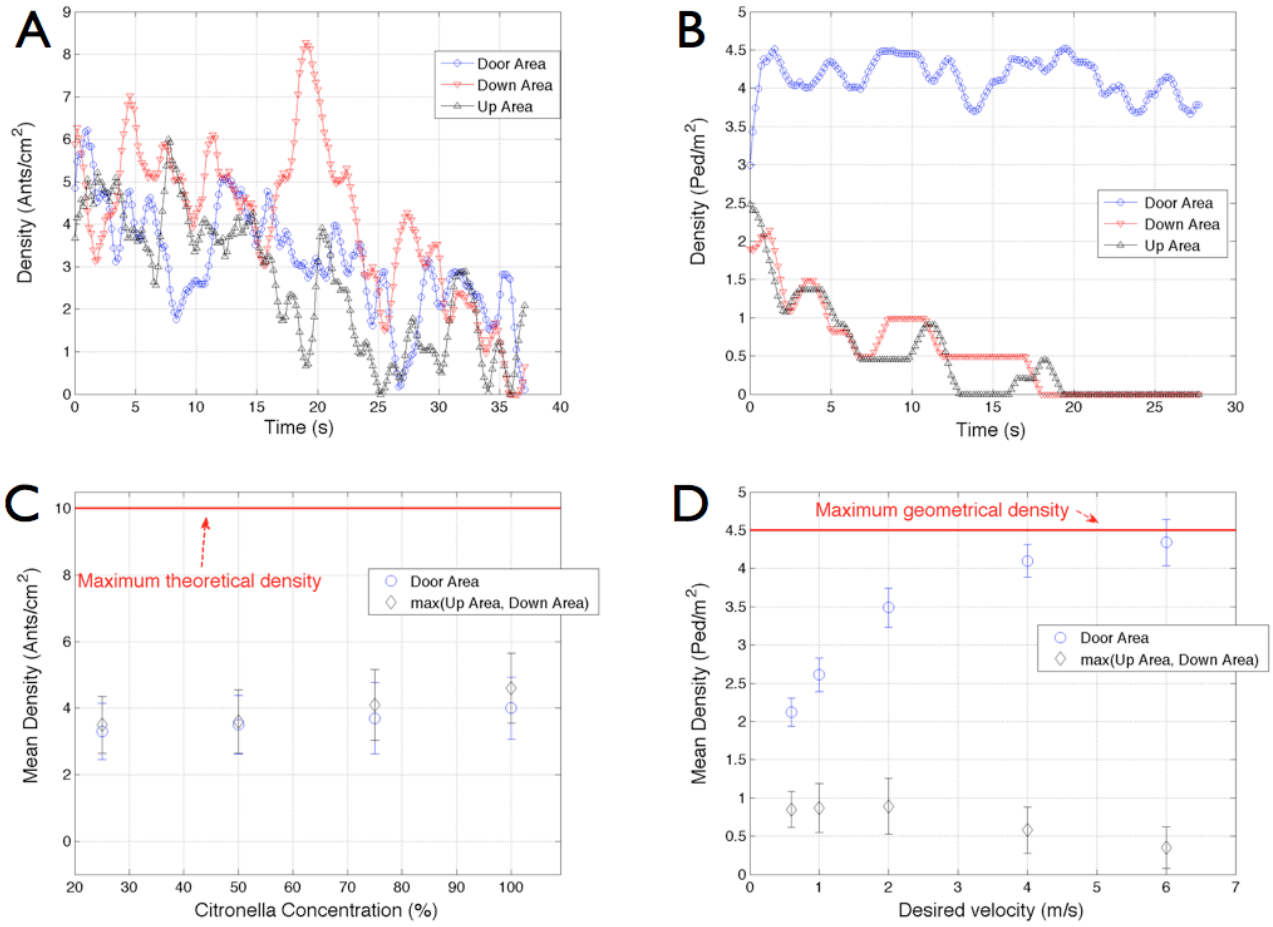 A
9
8
7
6
5
4
3
2
1
0
Density (Ants/cm²)
Door Area
Down Area
Up Area
0 5 10 15 20 25 30 35 40
Time (s)
B
5
4.5
4
3.5
3
2.5
2
1.5
1
0.5
0
Density (Ped/m²)
Door Area
Down Area
Up Area
0 5 10 15 20 25 30
Time (s)
C
10
8
6
4
2
0
Mean Density (Ants/cm²)
Maximum theoretical density
Door Area
max(Up Area, Down Area)
20 30 40 50 60 70 80 90 100
Citronella Concentration (%)
D
5
4.5
4
3.5
3
2.5
2
1.5
1
0.5
0
Mean Density (Ped/m²)
Maximum geometrical density
Door Area
max(Up Area, Down Area)
0 1 2 3 4 5 6 7
Desired velocity (m/s)